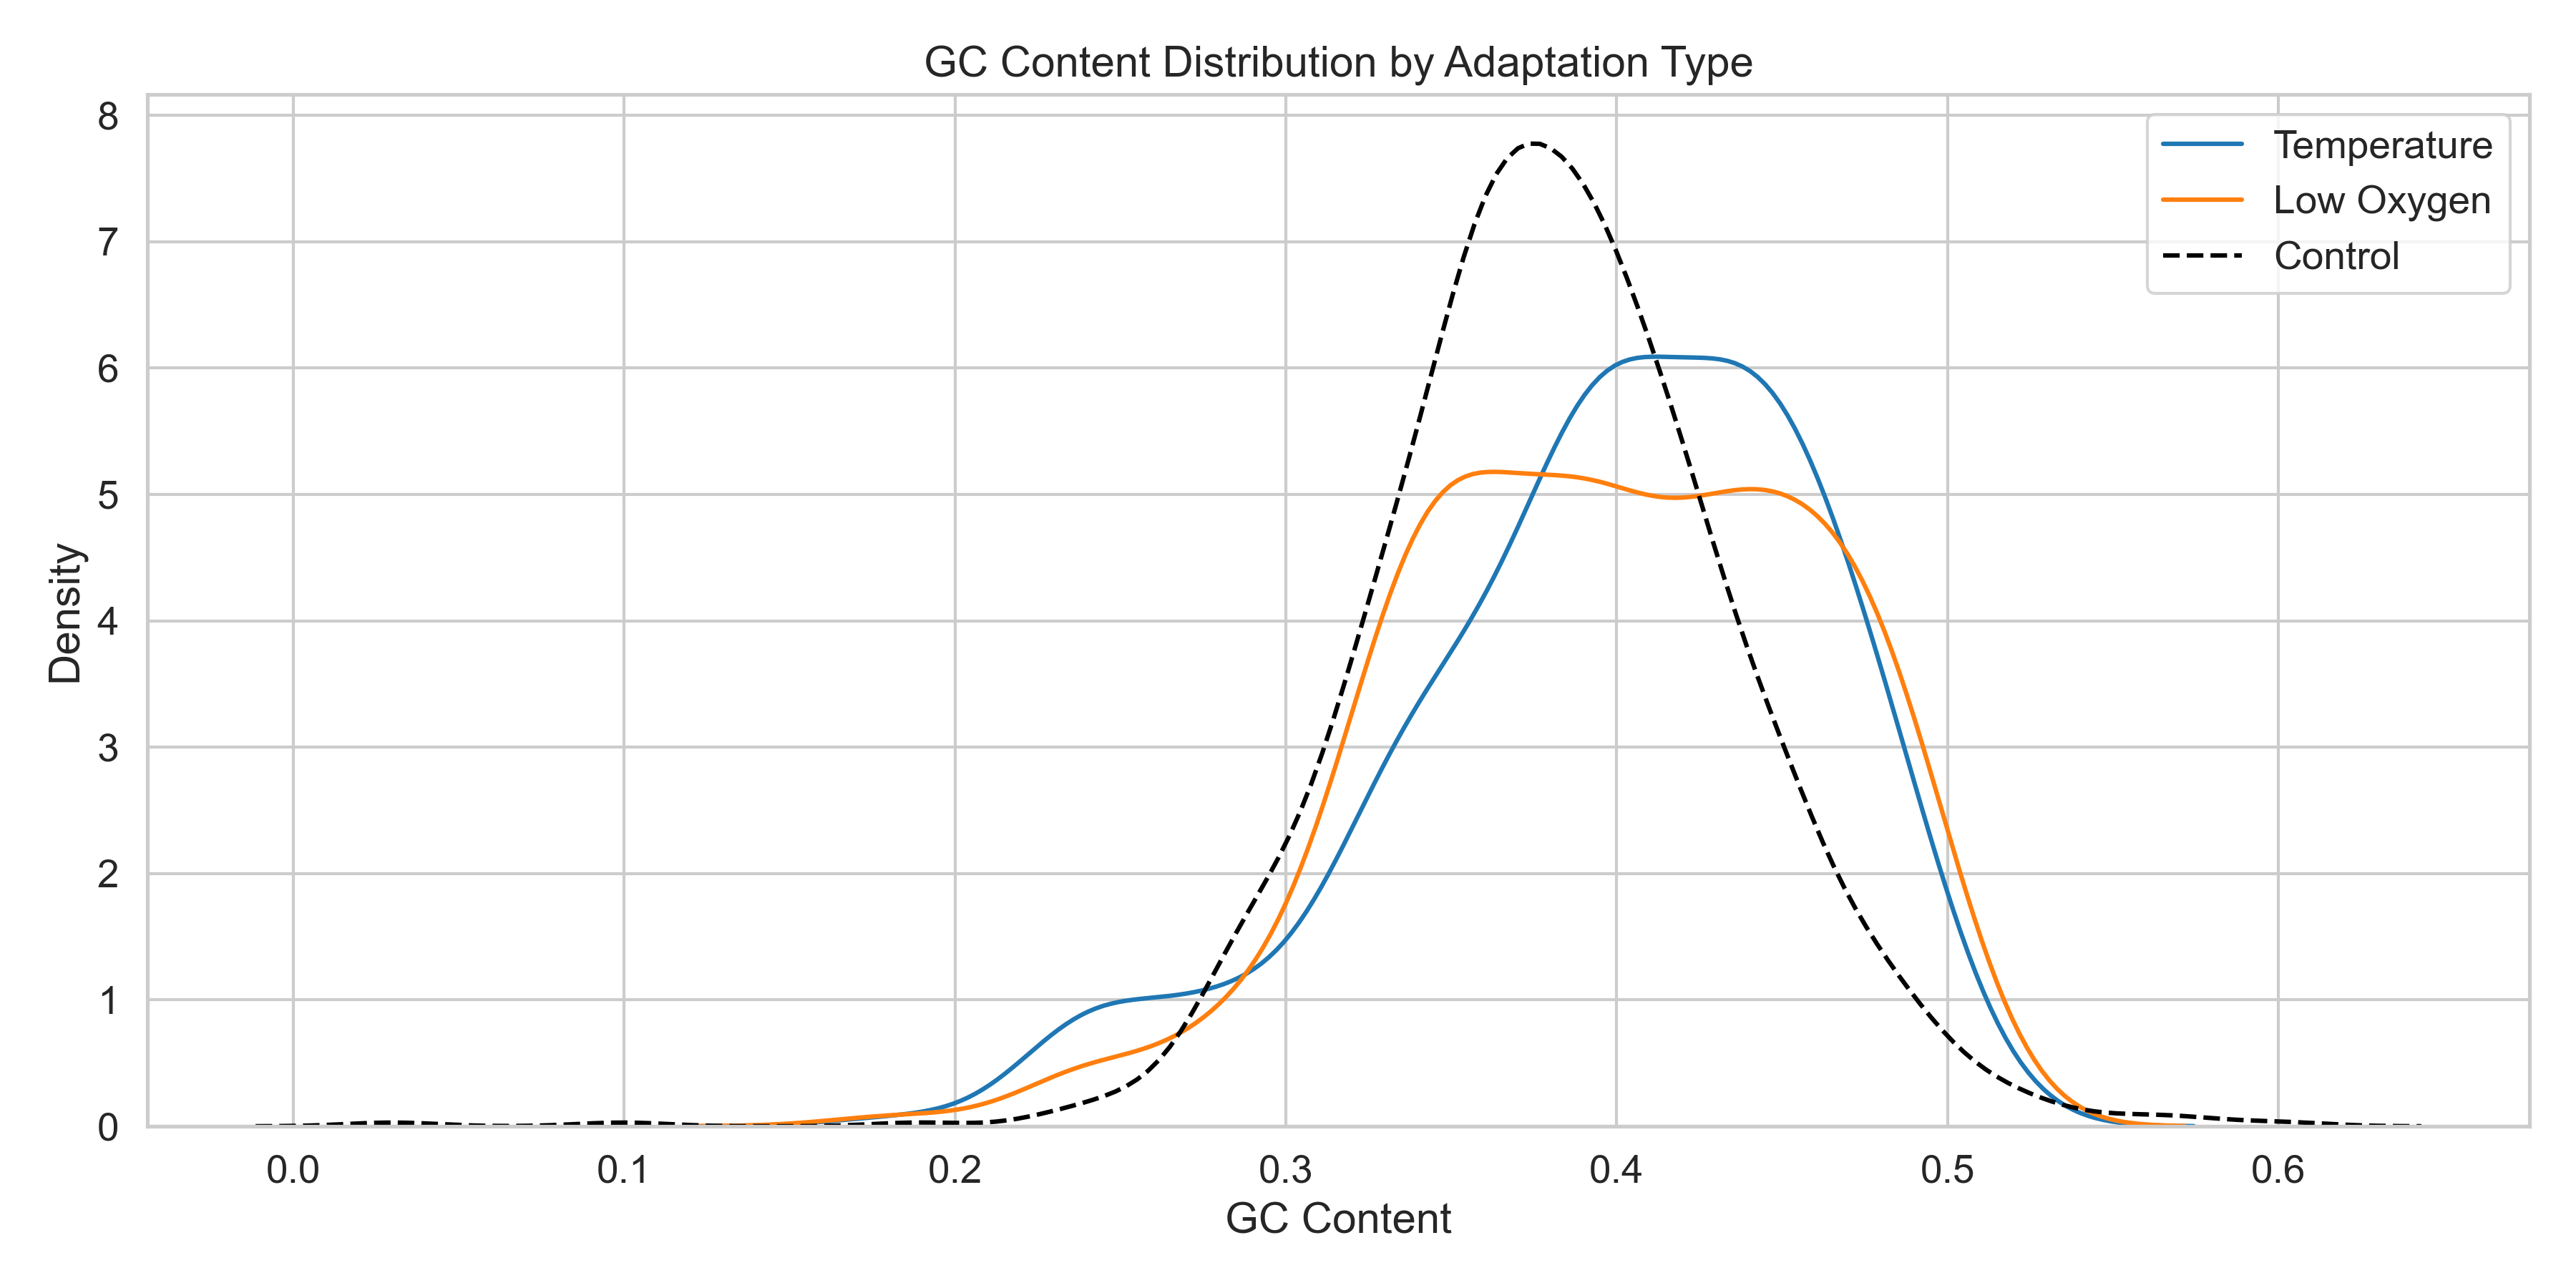 GC Content Distribution by Adaptation Type
8
7
6
5
4
3
2
1
0
Density
Temperature
Low Oxygen
Control
0.0 0.1 0.2 0.3 0.4 0.5 0.6
GC Content